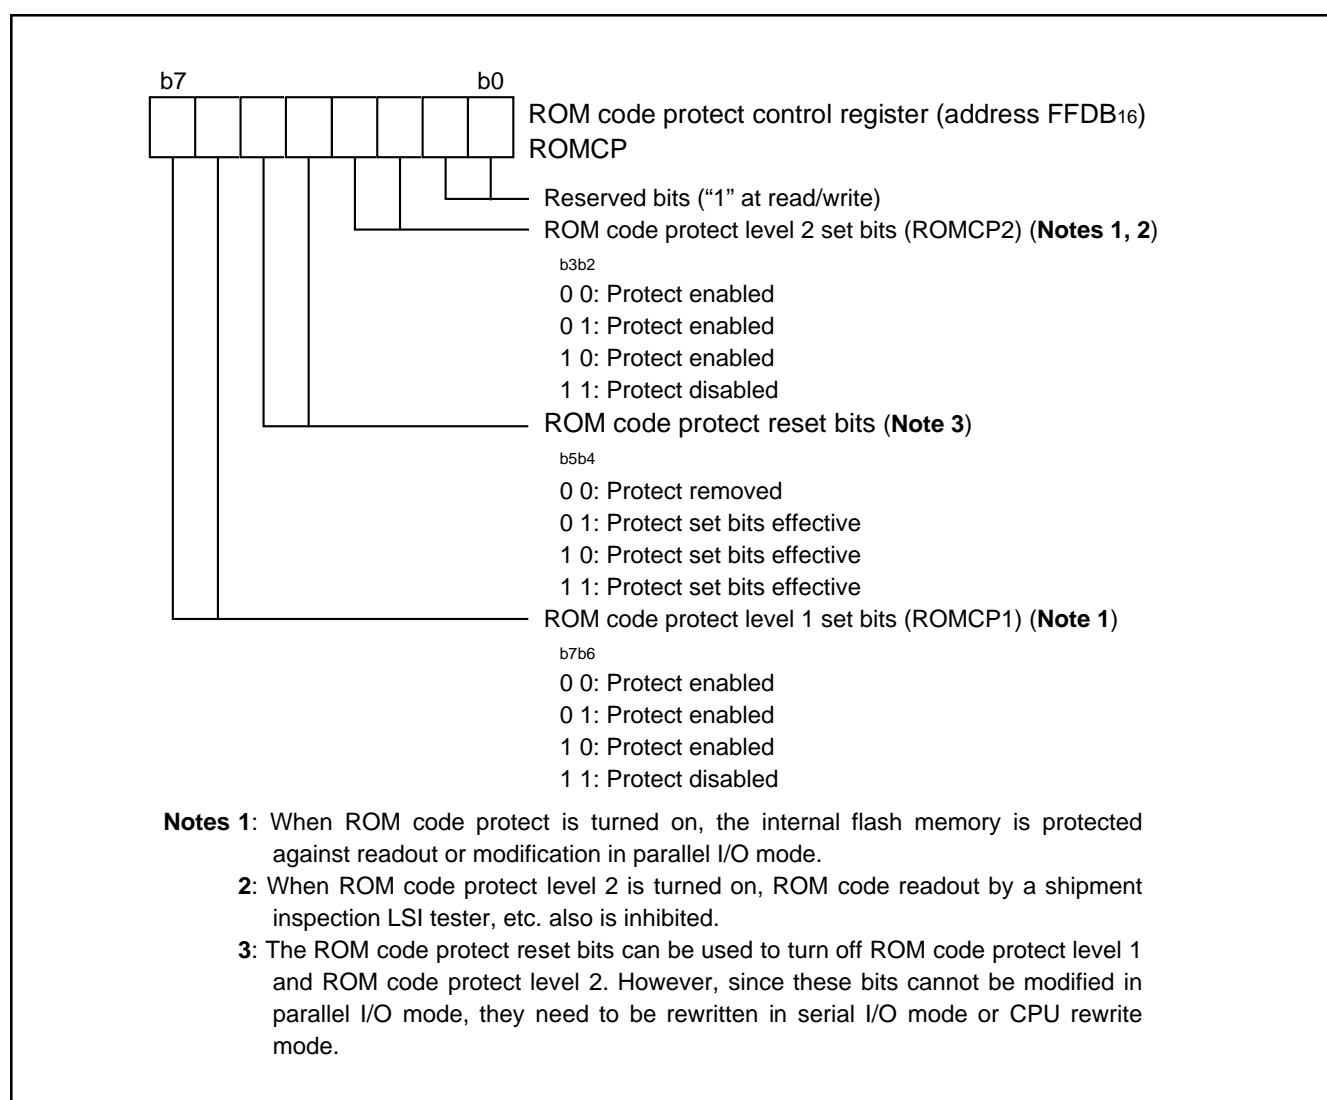 b7 b0
ROM code protect control register (address FFDB16)
ROMCP
Reserved bits (“1” at read/write)
ROM code protect level 2 set bits (ROMCP2) (Notes 1, 2)
b3b2
0 0: Protect enabled
0 1: Protect enabled
1 0: Protect enabled
1 1: Protect disabled
ROM code protect reset bits (Note 3)
b5b4
0 0: Protect removed
0 1: Protect set bits effective
1 0: Protect set bits effective
1 1: Protect set bits effective
ROM code protect level 1 set bits (ROMCP1) (Note 1)
b7b6
0 0: Protect enabled
0 1: Protect enabled
1 0: Protect enabled
1 1: Protect disabled
Notes 1: When ROM code protect is turned on, the internal flash memory is protected
against readout or modification in parallel I/O mode.
2: When ROM code protect level 2 is turned on, ROM code readout by a shipment
inspection LSI tester, etc. also is inhibited.
3: The ROM code protect reset bits can be used to turn off ROM code protect level 1
and ROM code protect level 2. However, since these bits cannot be modified in
parallel I/O mode, they need to be rewritten in serial I/O mode or CPU rewrite
mode.